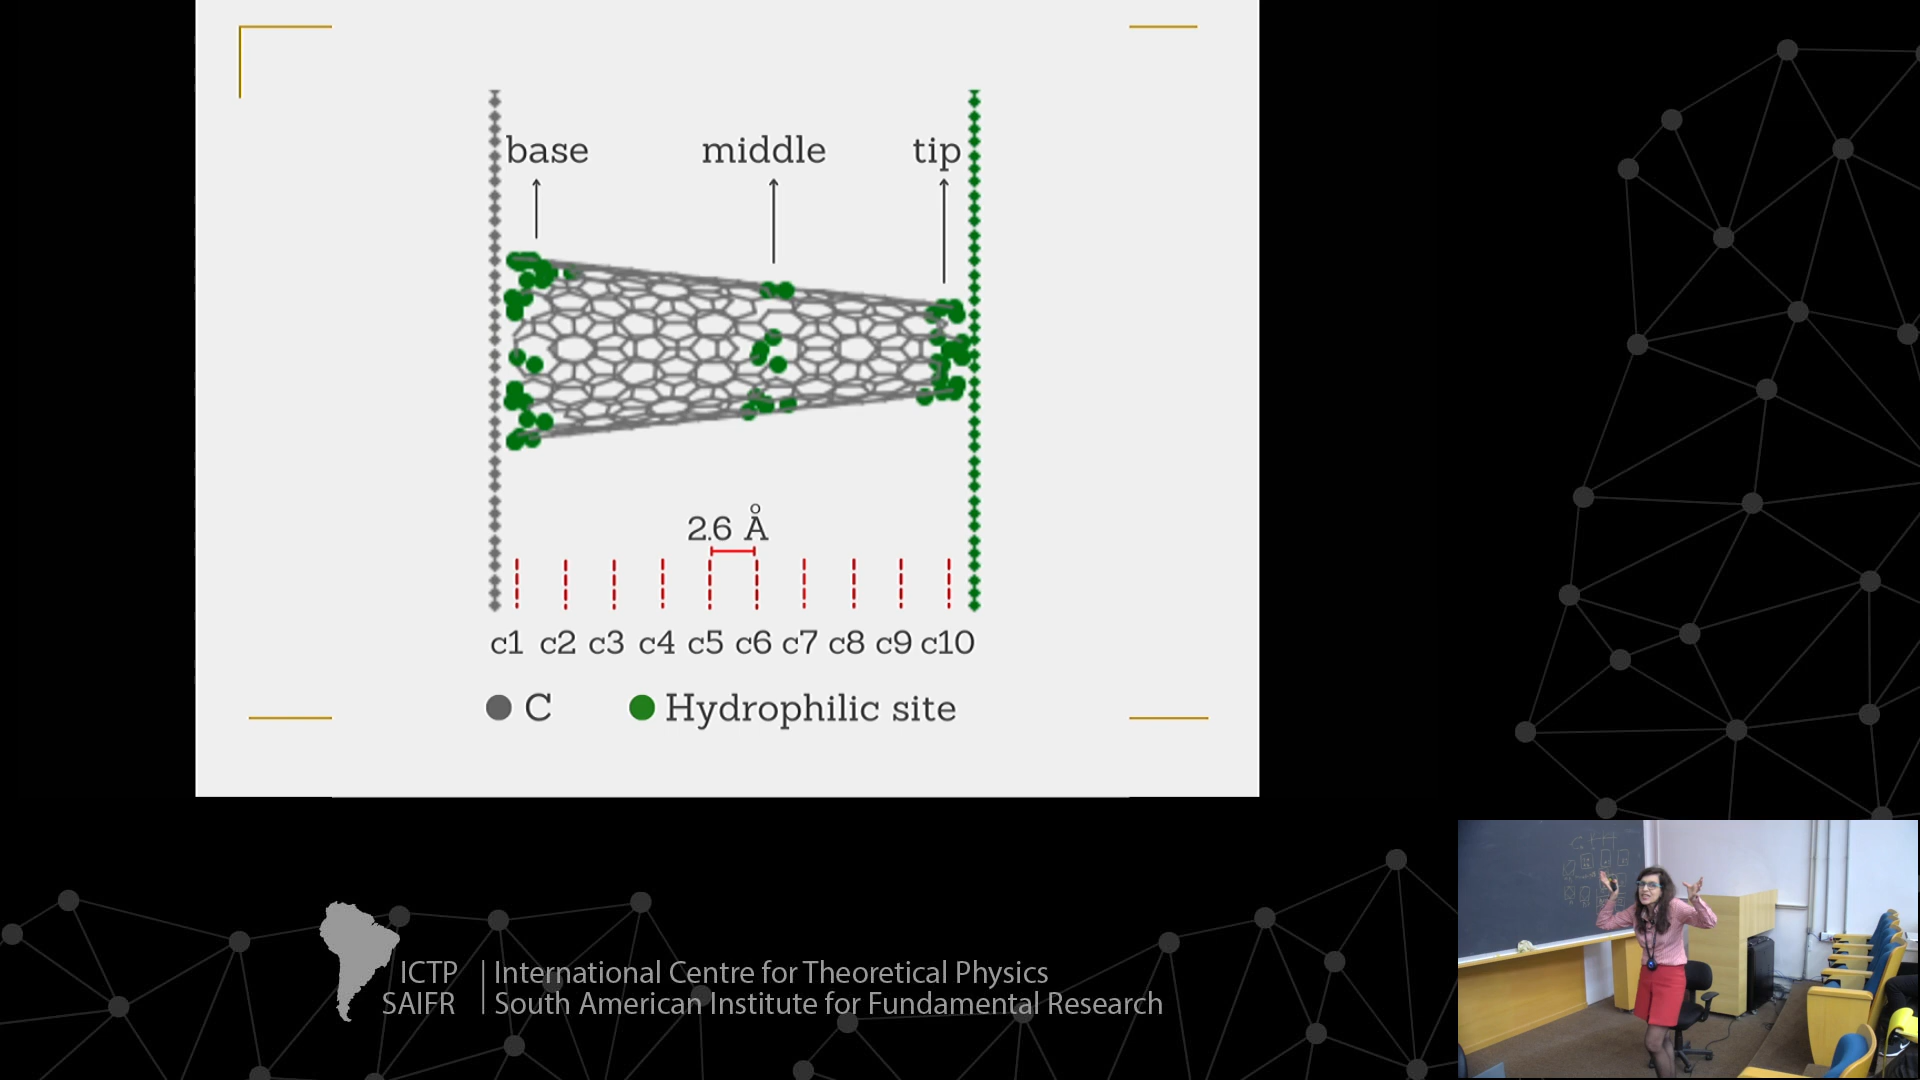 base middle tip
2.6 Å
c1 c2 c3 c4 c5 c6 c7 c8 c9 c10
C Hydrophilic site
ICTP International Centre for Theoretical Physics
SAIFR South American Institute for Fundamental Research